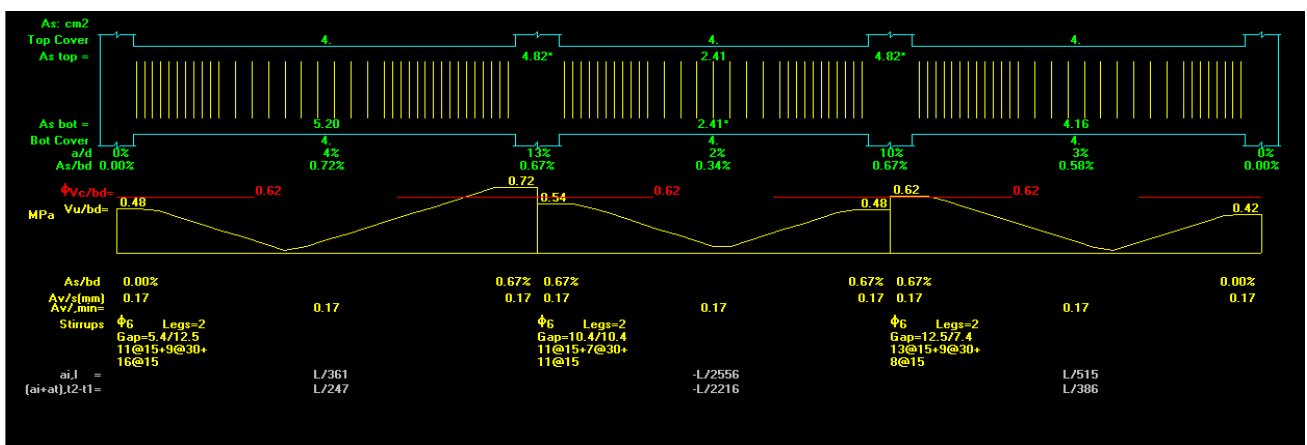 As: cm2
Top Cover 4. 4. 4.
As top = 4.82* 2.41 4.82*
As bot = 5.20 2.41* 4.16
Bot Cover 4. 4. 4.
a/d 0% 4% 13% 2% 10% 3% 0%
As/bd 0.00% 0.72% 0.67% 0.34% 0.67% 0.58% 0.00%
ϕVc/bd= 0.62 0.62 0.62
MPa Vu/bd= 0.48 0.72 0.54 0.48 0.62 0.42
As/bd 0.00% 0.67% 0.67% 0.67% 0.67% 0.00%
Av/s(mm) 0.17 0.17 0.17 0.17 0.17 0.17
Av/,min= 0.17 0.17 0.17
Stirrups ϕ6 Legs=2 ϕ6 Legs=2 ϕ6 Legs=2
Gap=5.4/12.5 Gap=10.4/10.4 Gap=12.5/7.4
11@15+9@30+ 11@15+7@30+ 13@15+9@30+
16@15 11@15 8@15
ai,l = L/361 -L/2556 L/515
(ai+at),t2-t1= L/247 -L/2216 L/386